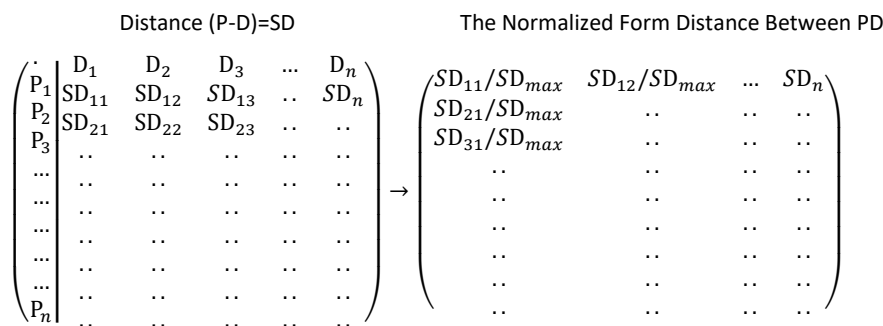 Distance (P-D)=SD The Normalized Form Distance Between PD
. D₁ D₂ D₃ … Dₙ
P₁ SD₁₁ SD₁₂ SD₁₃ .. SDₙ
P₂ SD₂₁ SD₂₂ SD₂₃ .. ..
P₃ .. .. .. .. ..
… .. .. .. .. ..
… .. .. .. .. ..
… .. .. .. .. ..
… .. .. .. .. ..
… .. .. .. .. ..
Pₙ .. .. .. .. ..
→
SD₁₁/SDₘₐₓ SD₁₂/SDₘₐₓ … SDₙ
SD₂₁/SDₘₐₓ .. .. ..
SD₃₁/SDₘₐₓ .. .. ..
.. .. .. ..
.. .. .. ..
.. .. .. ..
.. .. .. ..
.. .. .. ..
.. .. .. ..